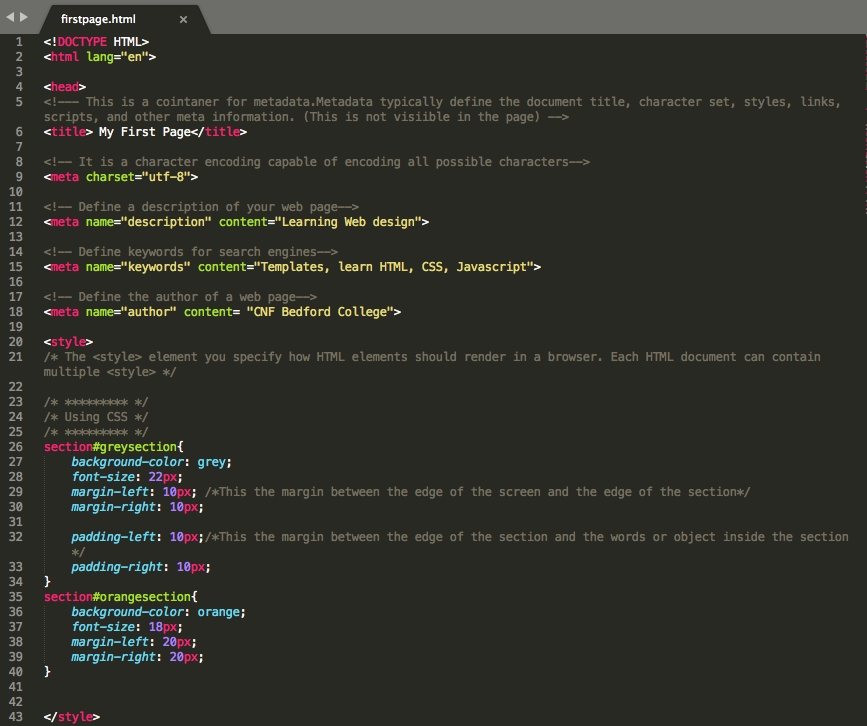 firstpage.html ×
1 <!DOCTYPE HTML>
2 <html lang="en">
3
4 <head>
5 <!--- This is a cointaner for metadata.Metadata typically define the document title, character set, styles, links,
scripts, and other meta information. (This is not visiible in the page) -->
6 <title> My First Page</title>
7
8 <!-- It is a character encoding capable of encoding all possible characters-->
9 <meta charset="utf-8">
10
11 <!-- Define a description of your web page-->
12 <meta name="description" content="Learning Web design">
13
14 <!-- Define keywords for search engines-->
15 <meta name="keywords" content="Templates, learn HTML, CSS, Javascript">
16
17 <!-- Define the author of a web page-->
18 <meta name="author" content= "CNF Bedford College">
19
20 <style>
21 /* The <style> element you specify how HTML elements should render in a browser. Each HTML document can contain
multiple <style> */
22
23 /* ********* */
24 /* Using CSS */
25 /* ********* */
26 section#greysection{
27 background-color: grey;
28 font-size: 22px;
29 margin-left: 10px; /*This the margin between the edge of the screen and the edge of the section*/
30 margin-right: 10px;
31
32 padding-left: 10px;/*This the margin between the edge of the section and the words or object inside the section
*/
33 padding-right: 10px;
34 }
35 section#orangesection{
36 background-color: orange;
37 font-size: 18px;
38 margin-left: 20px;
39 margin-right: 20px;
40 }
41
42
43 </style>